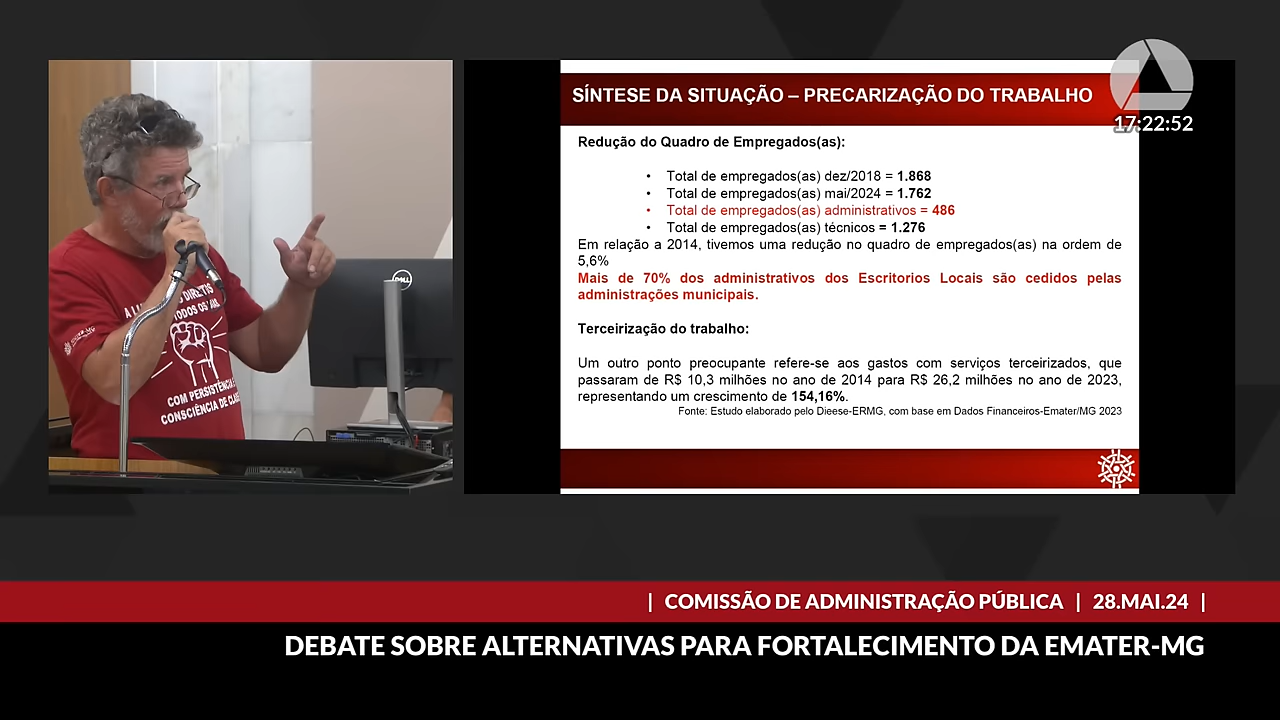 SÍNTESE DA SITUAÇÃO – PRECARIZAÇÃO DO TRABALHO
17:22:52
Redução do Quadro de Empregados(as):
• Total de empregados(as) dez/2018 = 1.868
• Total de empregados(as) mai/2024 = 1.762
• Total de empregados(as) administrativos = 486
• Total de empregados(as) técnicos = 1.276
Em relação a 2014, tivemos uma redução no quadro de empregados(as) na ordem de
5,6%
Mais de 70% dos administrativos dos Escritorios Locais são cedidos pelas
administrações municipais.
Terceirização do trabalho:
Um outro ponto preocupante refere-se aos gastos com serviços terceirizados, que
passaram de R$ 10,3 milhões no ano de 2014 para R$ 26,2 milhões no ano de 2023,
representando um crescimento de 154,16%.
Fonte: Estudo elaborado pelo Dieese-ERMG, com base em Dados Financeiros-Emater/MG 2023
DELL
A LU
DIREITOS
TODOS OS
COM PERSISTÊNCIA E
CONSCIÊNCIA DE CLASSE
| COMISSÃO DE ADMINISTRAÇÃO PÚBLICA | 28.MAI.24 |
DEBATE SOBRE ALTERNATIVAS PARA FORTALECIMENTO DA EMATER-MG